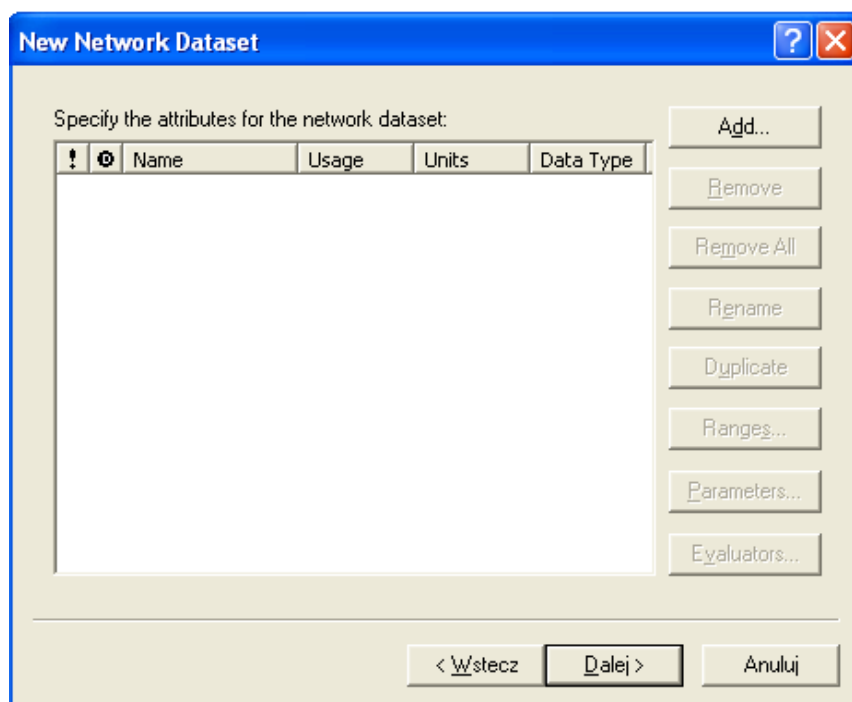 New Network Dataset
Specify the attributes for the network dataset:
! Name Usage Units Data Type
Add...
Remove
Remove All
Rename
Duplicate
Ranges...
Parameters...
Evaluators...
< Wstecz Dalej > Anuluj